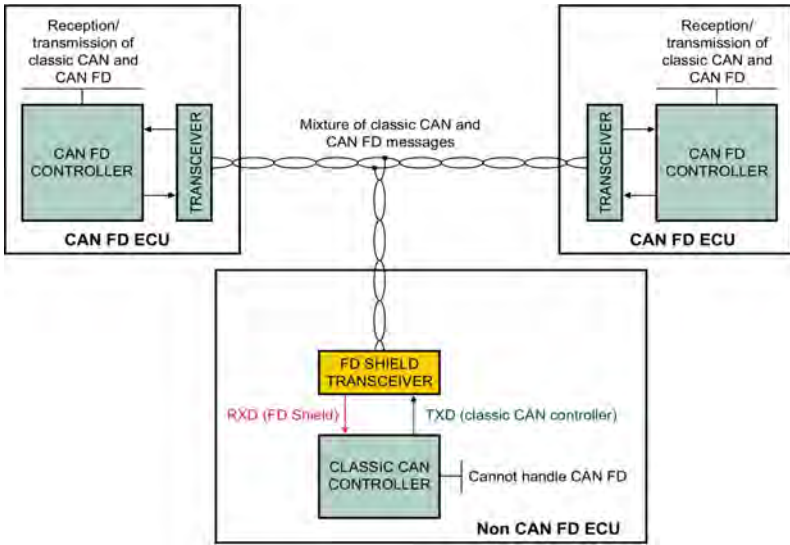 Reception/
transmission of
classic CAN and
CAN FD
CAN FD
CONTROLLER
TRANSCEIVER
CAN FD ECU
Mixture of classic CAN and
CAN FD messages
Reception/
transmission of
classic CAN and
CAN FD
TRANSCEIVER
CAN FD
CONTROLLER
CAN FD ECU
FD SHIELD
TRANSCEIVER
RXD (FD Shield)
TXD (classic CAN controller)
CLASSIC CAN
CONTROLLER
Cannot handle CAN FD
Non CAN FD ECU